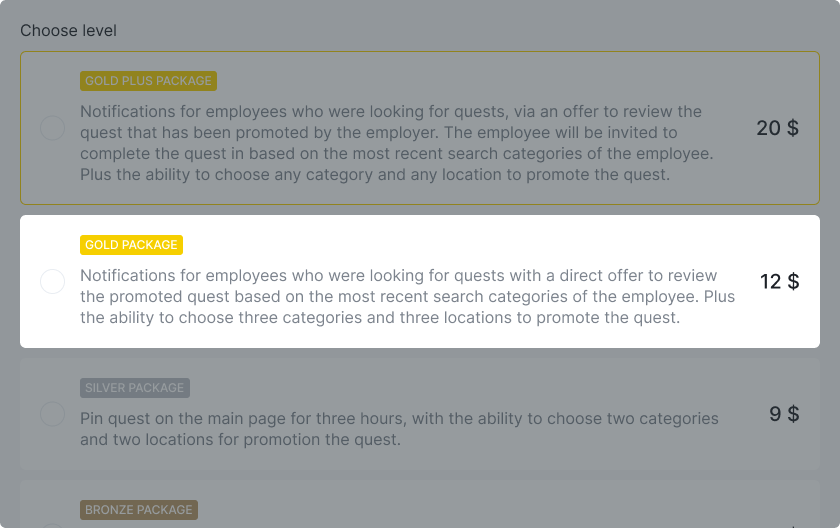 Choose level
GOLD PLUS PACKAGE
Notifications for employees who were looking for quests, via an offer to review the
quest that has been promoted by the employer. The employee will be invited to
complete the quest in based on the most recent search categories of the employee.
Plus the ability to choose any category and any location to promote the quest.
20 $
GOLD PACKAGE
Notifications for employees who were looking for quests with a direct offer to review
the promoted quest based on the most recent search categories of the employee. Plus
the ability to choose three categories and three locations to promote the quest.
12 $
SILVER PACKAGE
Pin quest on the main page for three hours, with the ability to choose two categories
and two locations for promotion the quest.
9 $
BRONZE PACKAGE